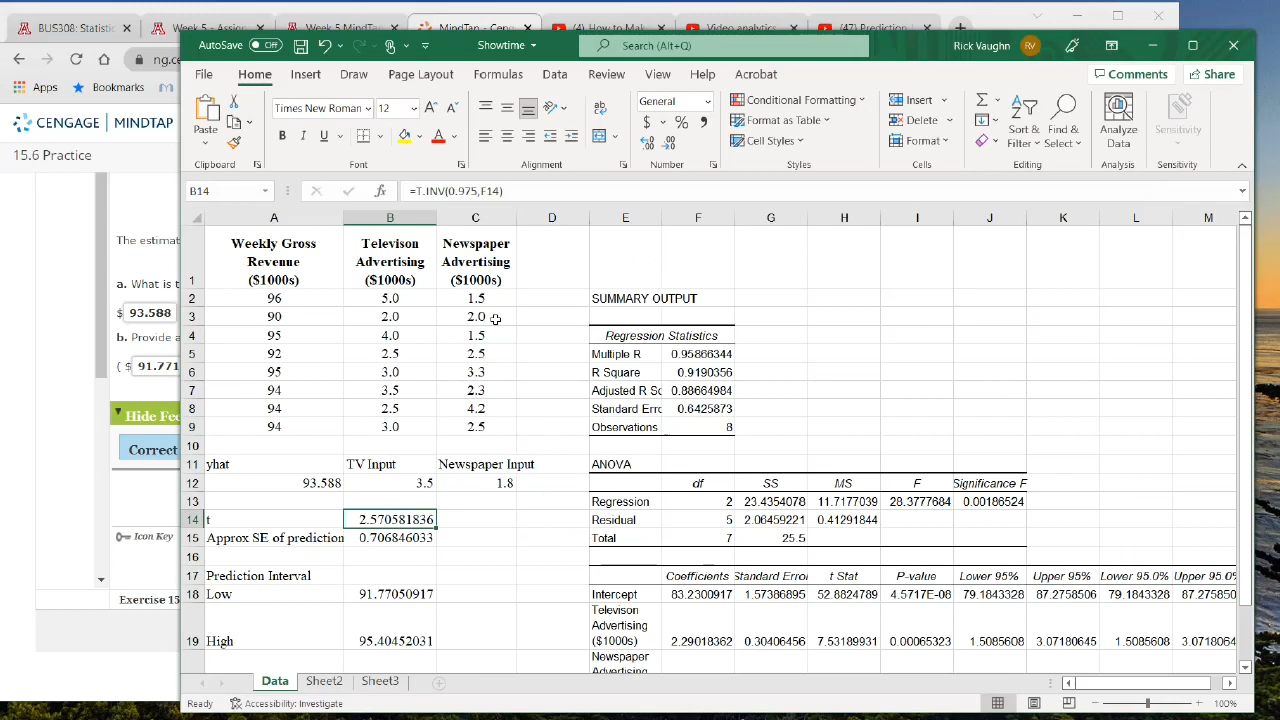 BUS308: Statisti
Week 5 - Assign
Week 5 MindTap
MindTap - Ceng
(4) How to Mak
Video analytics
(47) Prediction
ng.ce
Apps
Bookmarks
CENGAGE | MINDTAP
15.6 Practice
The estimat
a. What is t
$ 93.588
b. Provide a
( $ 91.771
Hide Fee
Correct
Icon Key
Exercise 15
AutoSave Off
Showtime
Search (Alt+Q)
Rick Vaughn RV
File Home Insert Draw Page Layout Formulas Data Review View Help Acrobat
Comments Share
Paste
Clipboard
Times New Roman 12
B I U
Font
Alignment
General
$ % ,
Number
Conditional Formatting
Format as Table
Cell Styles
Styles
Insert
Delete
Format
Cells
Sort & Filter
Find & Select
Editing
Analyze Data
Analysis
Sensitivity
Sensitivity
B14 fx =T.INV(0.975,F14)
A B C D E F G H I J K L M
1 Weekly Gross Revenue ($1000s) Televison Advertising ($1000s) Newspaper Advertising ($1000s)
2 96 5.0 1.5 SUMMARY OUTPUT
3 90 2.0 2.0
4 95 4.0 1.5 Regression Statistics
5 92 2.5 2.5 Multiple R 0.95866344
6 95 3.0 3.3 R Square 0.9190356
7 94 3.5 2.3 Adjusted R Sc 0.88664984
8 94 2.5 4.2 Standard Erro 0.6425873
9 94 3.0 2.5 Observations 8
10
11 yhat TV Input Newspaper Input ANOVA
12 93.588 3.5 1.8 df SS MS F Significance F
13 Regression 2 23.4354078 11.7177039 28.3777684 0.00186524
14 t 2.570581836 Residual 5 2.06459221 0.41291844
15 Approx SE of prediction 0.706846033 Total 7 25.5
16
17 Prediction Interval Coefficients Standard Error t Stat P-value Lower 95% Upper 95% Lower 95.0% Upper 95.0%
18 Low 91.77050917 Intercept 83.2300917 1.57386895 52.8824789 4.5717E-08 79.1843328 87.2758506 79.1843328 87.275850
19 High 95.40452031 Televison Advertising ($1000s) 2.29018362 0.30406456 7.53189931 0.00065323 1.5085608 3.07180645 1.5085608 3.0718064
Newspaper
Advertising
Data Sheet2 Sheet3
Ready Accessibility: Investigate
100%